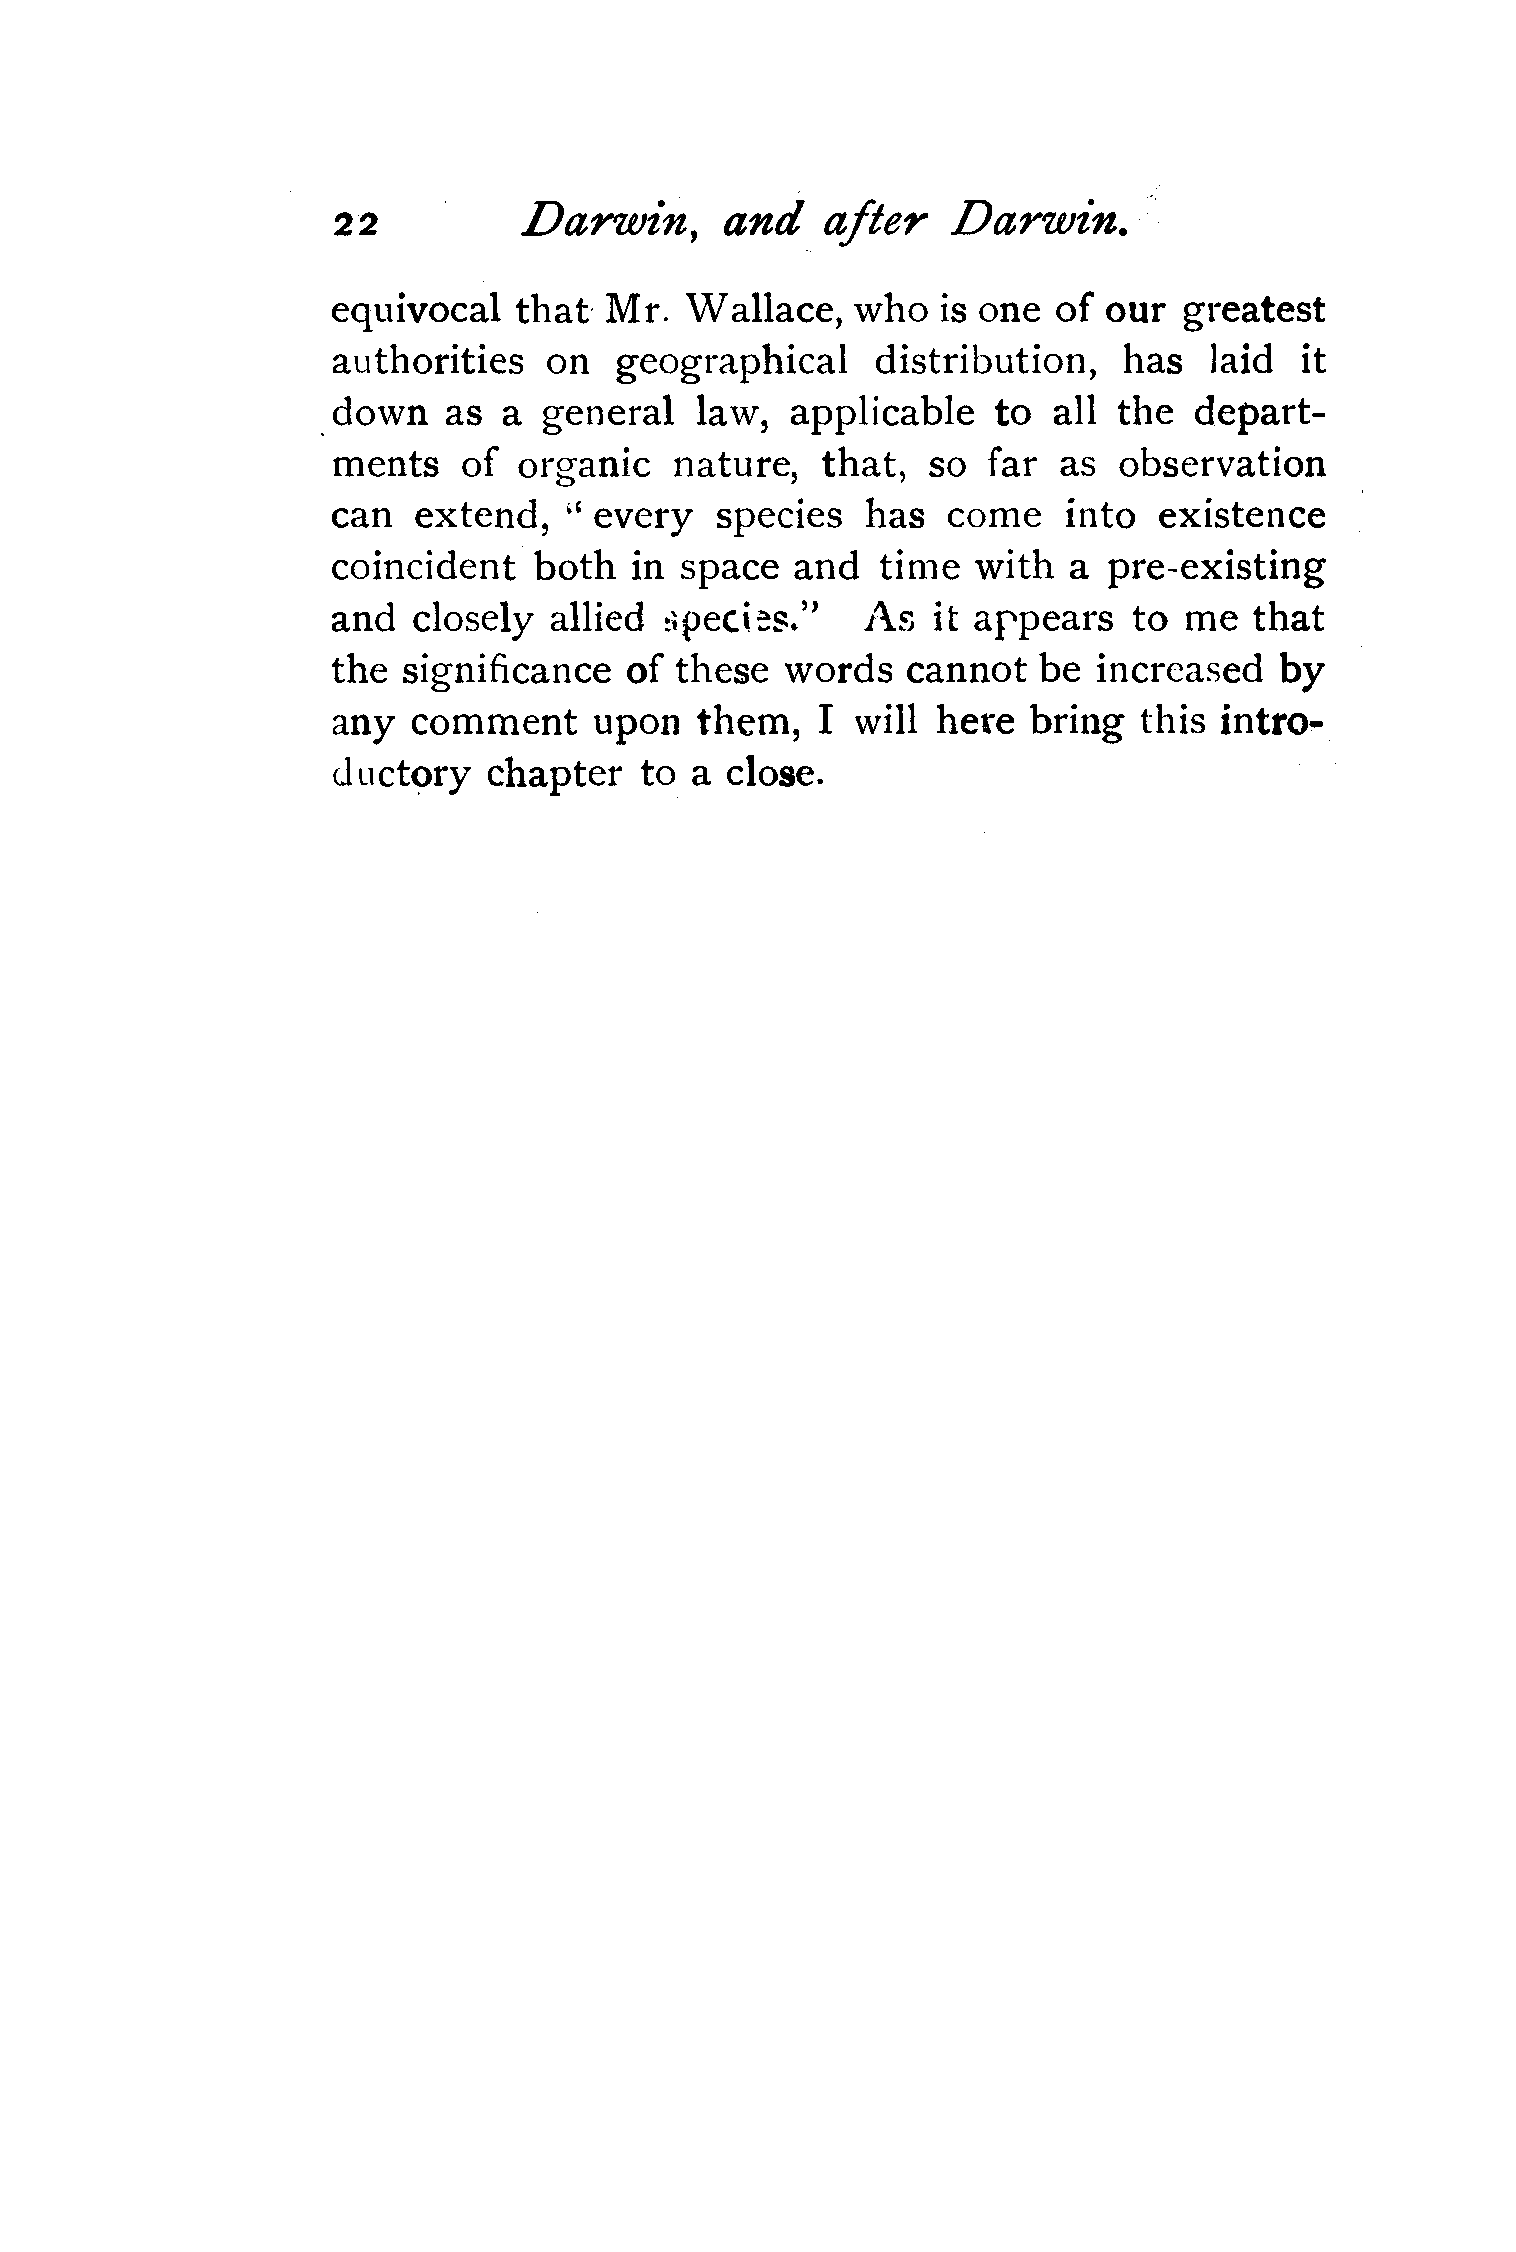 22 Darwin, and after Darwin.
equivocal that Mr. Wallace, who is one of our greatest
authorities on geographical distribution, has laid it
down as a general law, applicable to all the depart-
ments of organic nature, that, so far as observation
can extend, “ every species has come into existence
coincident both in space and time with a pre-existing
and closely allied species.” As it appears to me that
the significance of these words cannot be increased by
any comment upon them, I will here bring this intro-
ductory chapter to a close.